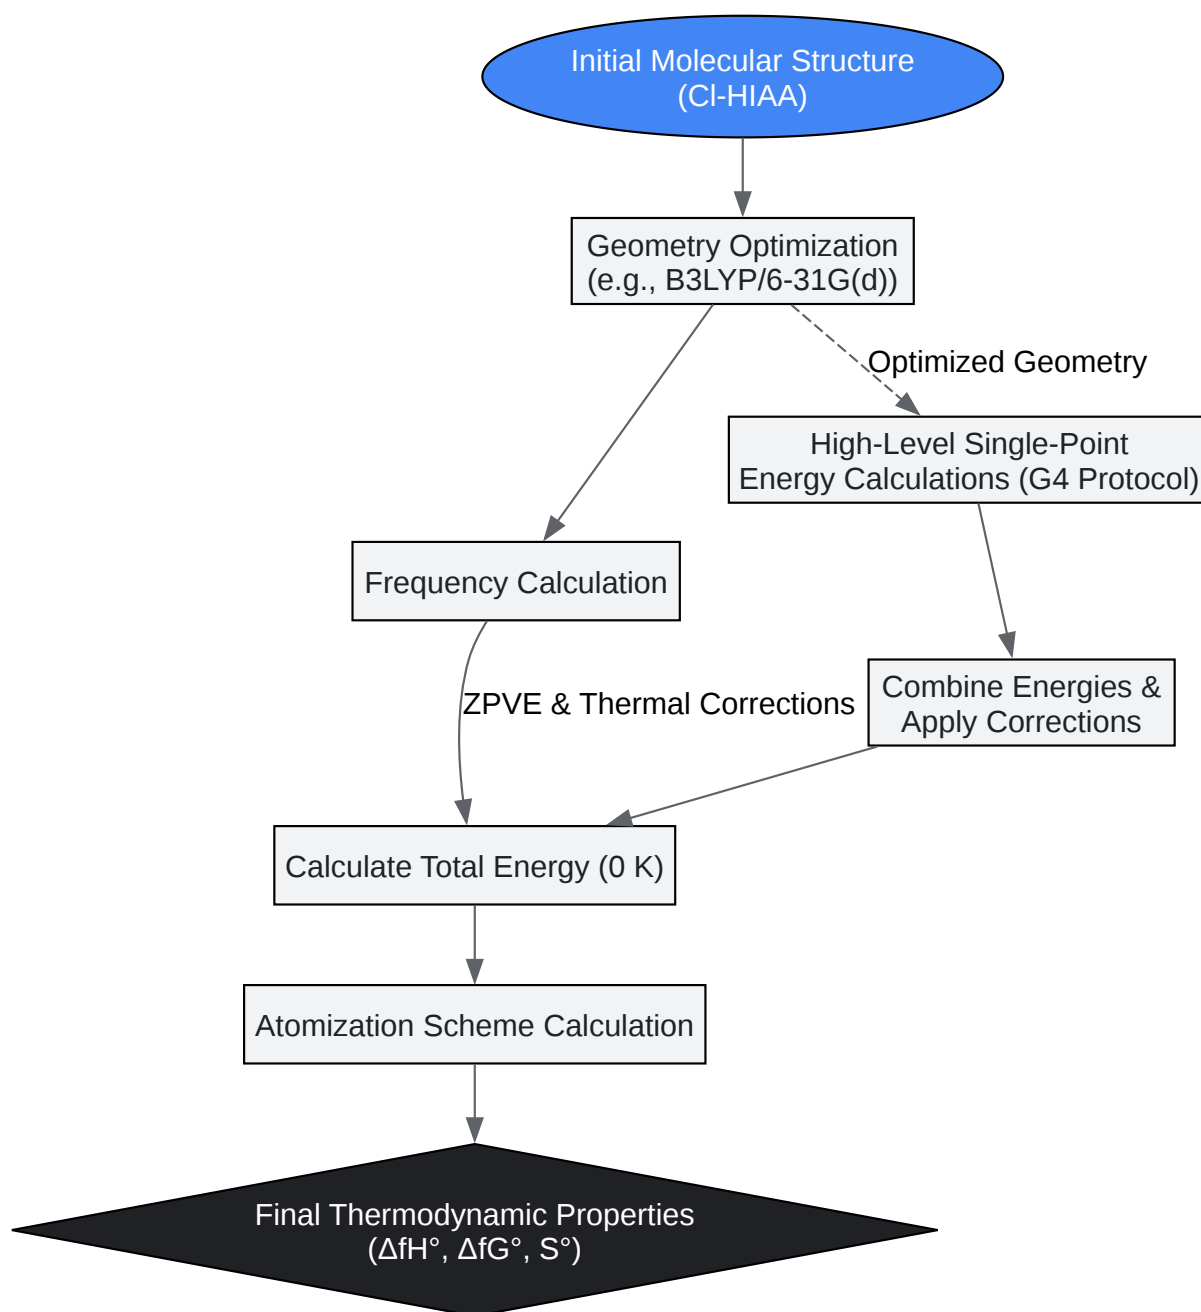 Initial Molecular Structure
(Cl-HIAA)
Geometry Optimization
(e.g., B3LYP/6-31G(d))
Optimized Geometry
High-Level Single-Point
Energy Calculations (G4 Protocol)
Frequency Calculation
ZPVE & Thermal Corrections
Combine Energies &
Apply Corrections
Calculate Total Energy (0 K)
Atomization Scheme Calculation
Final Thermodynamic Properties
(ΔfH°, ΔfG°, S°)